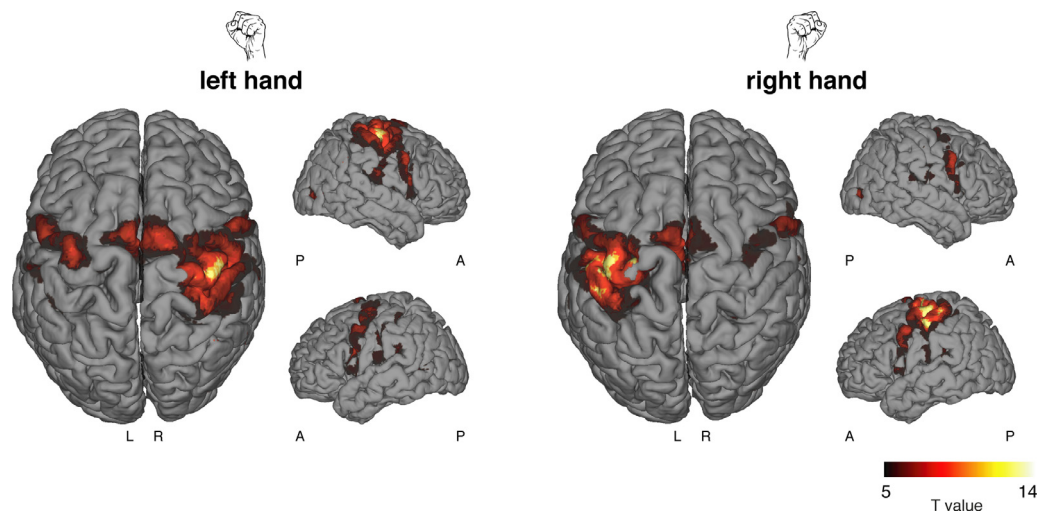 left hand
right hand
P A
P A
A P
A P
L R
L R
5 14
T value